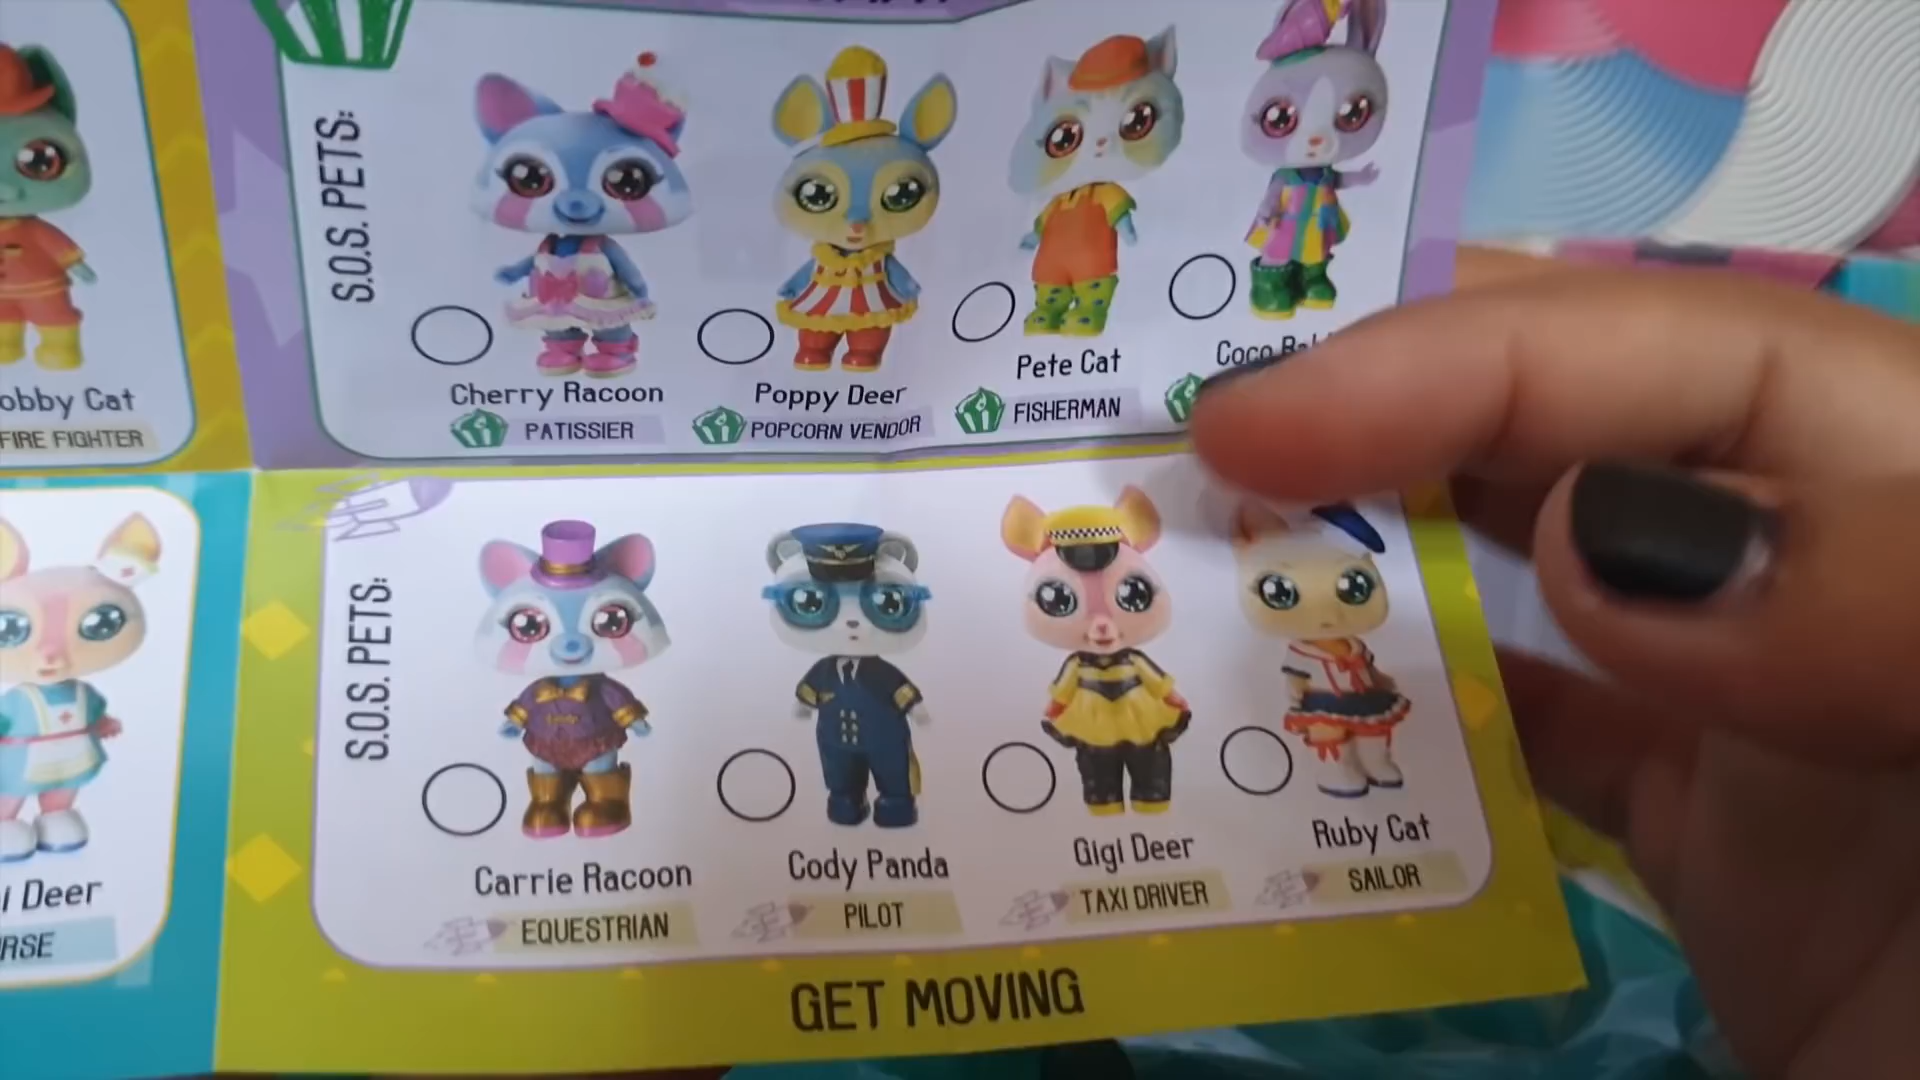 S.O.S. PETS:
Cherry Racoon
PATISSIER
Poppy Deer
POPCORN VENDOR
Pete Cat
FISHERMAN
Coco
obby Cat
FIRE FIGHTER
S.O.S. PETS:
Carrie Racoon
EQUESTRIAN
Cody Panda
PILOT
Gigi Deer
TAXI DRIVER
Ruby Cat
SAILOR
i Deer
RSE
GET MOVING